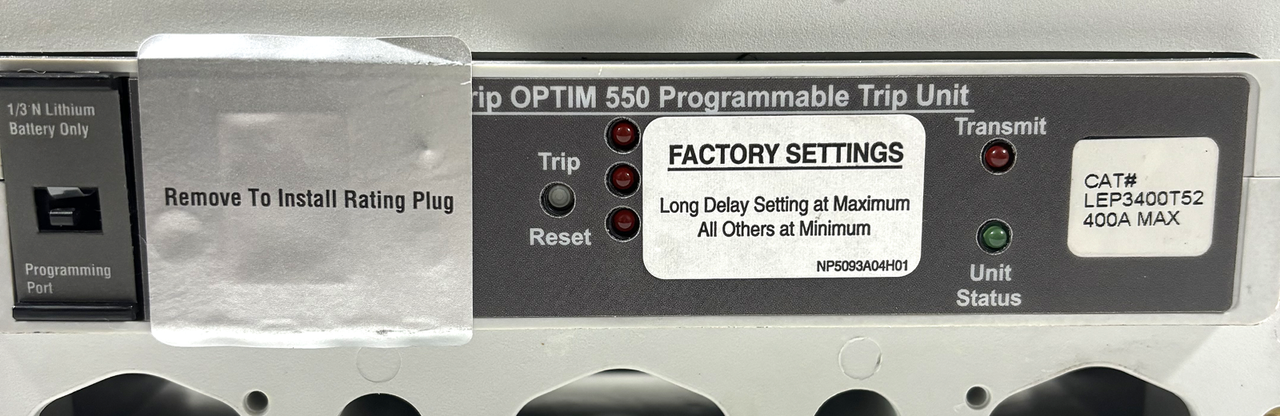 1/3 N Lithium
Battery Only
Programming
Port
Remove To Install Rating Plug
rip OPTIM 550 Programmable Trip Unit
Trip
Reset
FACTORY SETTINGS
Long Delay Setting at Maximum
All Others at Minimum
NP5093A04H01
Transmit
Unit
Status
CAT#
LEP3400T52
400A MAX